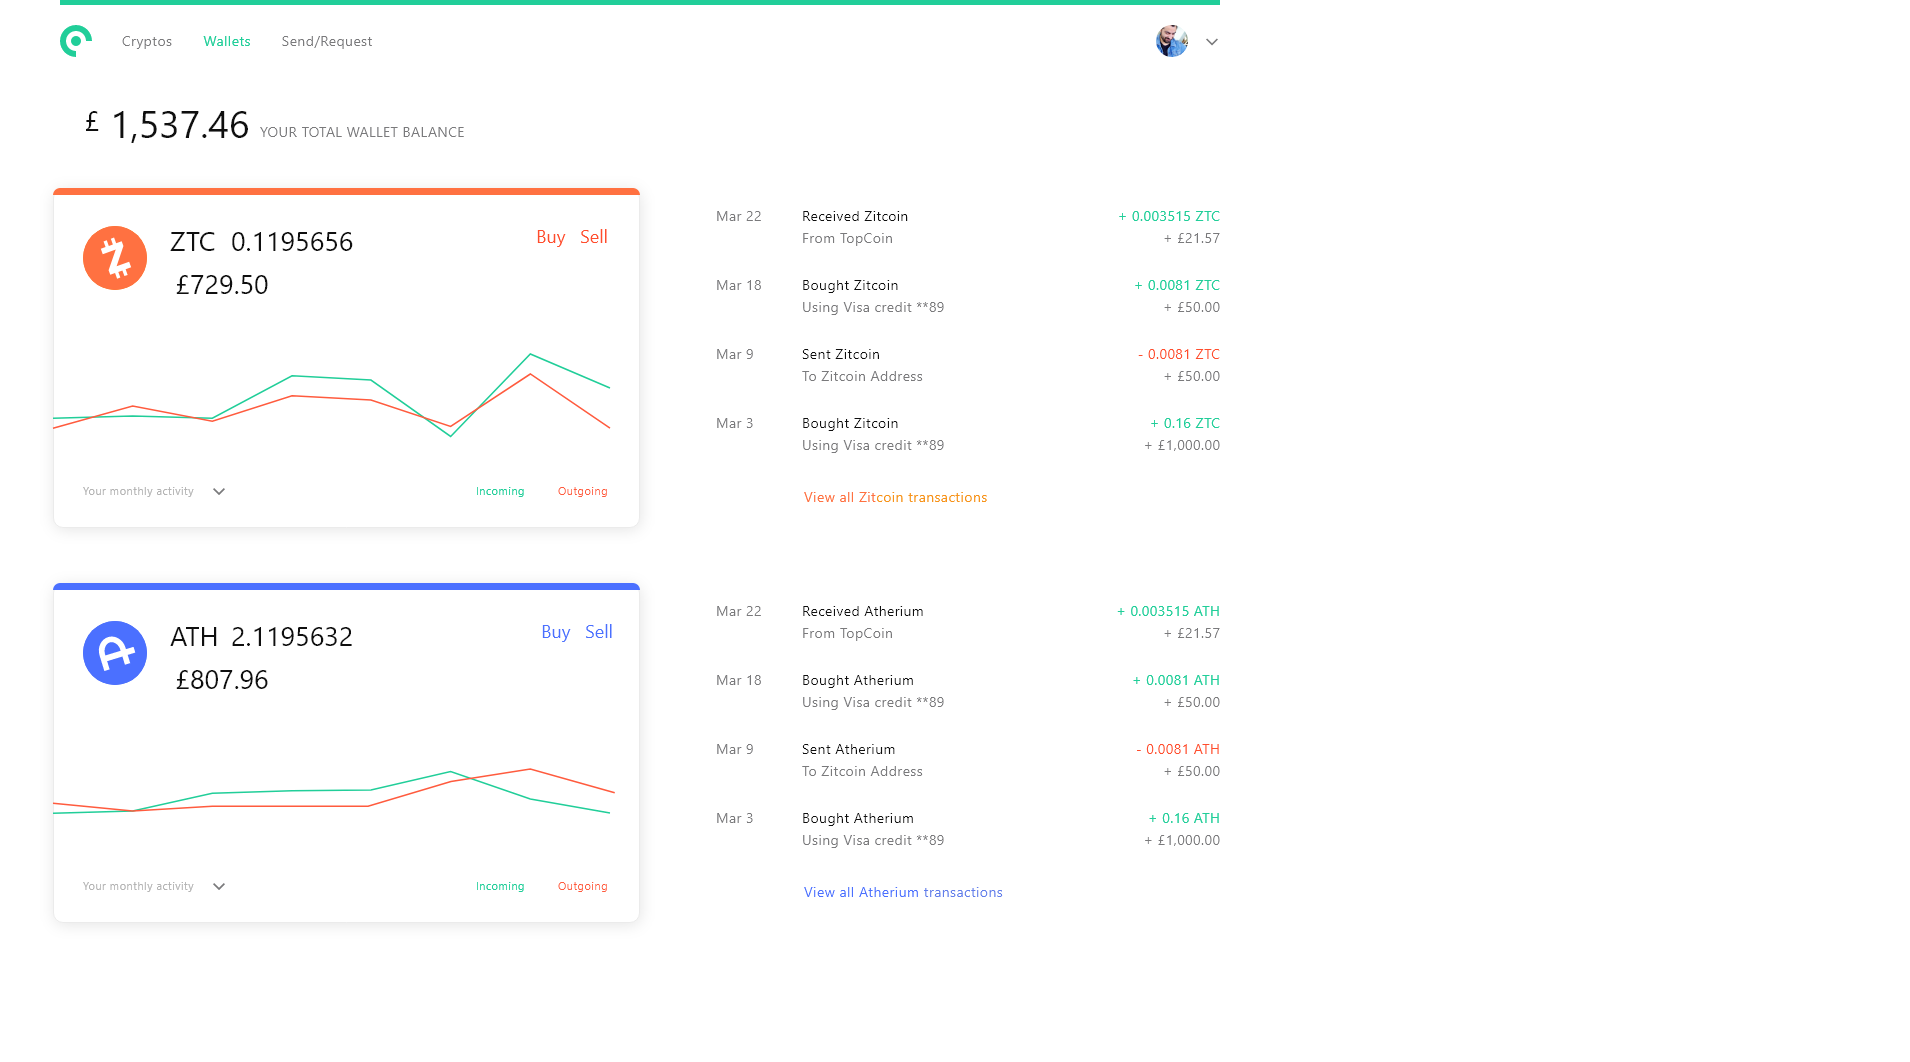 Cryptos Wallets Send/Request
£ 1,537.46 YOUR TOTAL WALLET BALANCE
ZTC 0.1195656
£729.50
Buy Sell
Your monthly activity
Incoming Outgoing
Mar 22 Received Zitcoin + 0.003515 ZTC
From TopCoin + £21.57
Mar 18 Bought Zitcoin + 0.0081 ZTC
Using Visa credit **89 + £50.00
Mar 9 Sent Zitcoin - 0.0081 ZTC
To Zitcoin Address + £50.00
Mar 3 Bought Zitcoin + 0.16 ZTC
Using Visa credit **89 + £1,000.00
View all Zitcoin transactions
ATH 2.1195632
£807.96
Buy Sell
Your monthly activity
Incoming Outgoing
Mar 22 Received Atherium + 0.003515 ATH
From TopCoin + £21.57
Mar 18 Bought Atherium + 0.0081 ATH
Using Visa credit **89 + £50.00
Mar 9 Sent Atherium - 0.0081 ATH
To Zitcoin Address + £50.00
Mar 3 Bought Atherium + 0.16 ATH
Using Visa credit **89 + £1,000.00
View all Atherium transactions